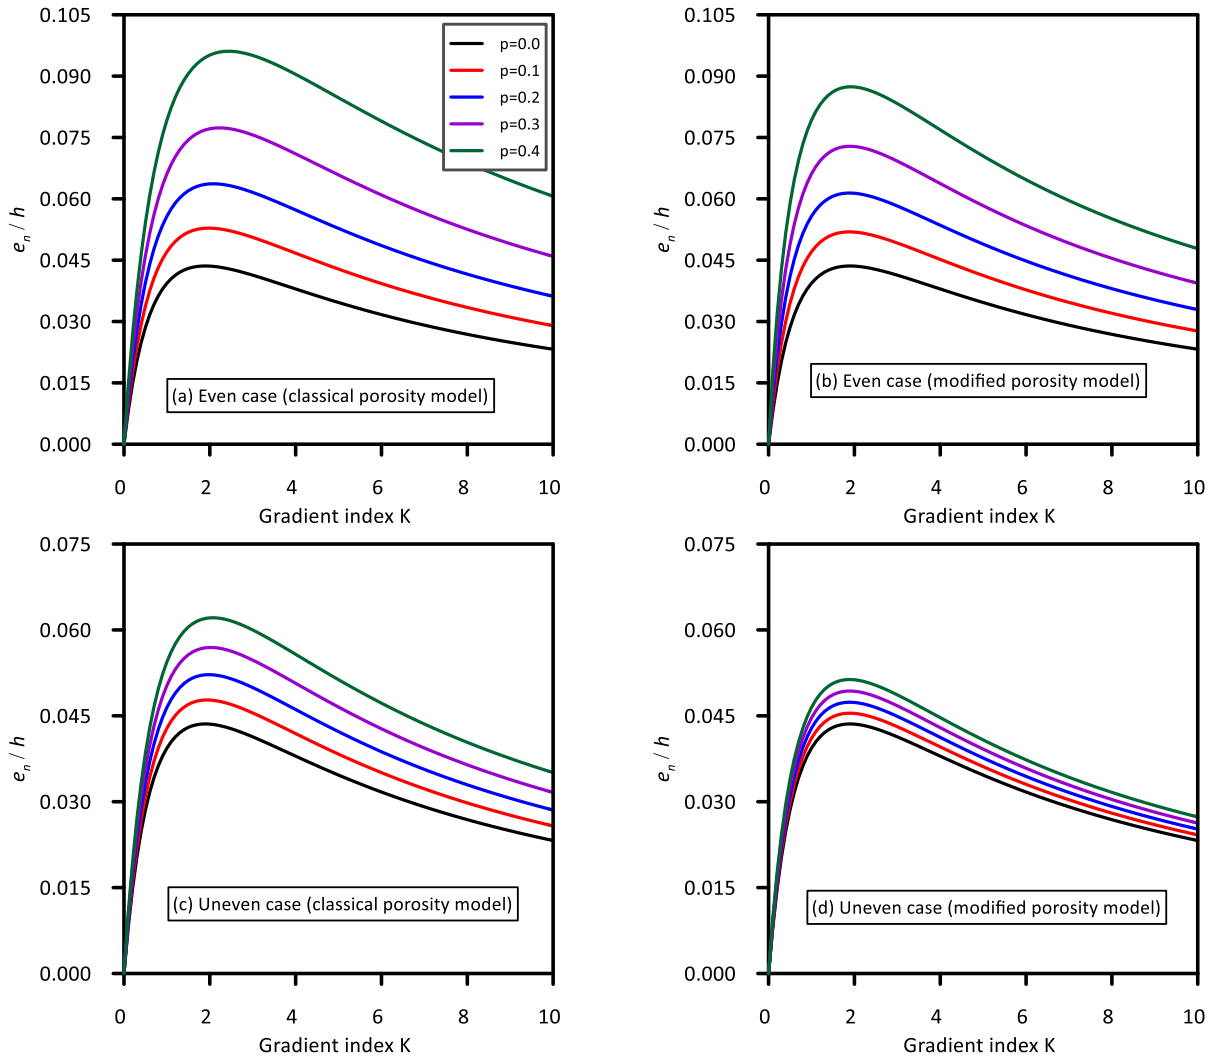 0.105
0.090
0.075
0.060
0.045
0.030
0.015
0.000
e_n / h
0 2 4 6 8 10
Gradient index K
p=0.0
p=0.1
p=0.2
p=0.3
p=0.4
(a) Even case (classical porosity model)
0.105
0.090
0.075
0.060
0.045
0.030
0.015
0.000
e_n / h
0 2 4 6 8 10
Gradient index K
(b) Even case (modified porosity model)
0.075
0.060
0.045
0.030
0.015
0.000
e_n / h
0 2 4 6 8 10
Gradient index K
(c) Uneven case (classical porosity model)
0.075
0.060
0.045
0.030
0.015
0.000
e_n / h
0 2 4 6 8 10
Gradient index K
(d) Uneven case (modified porosity model)